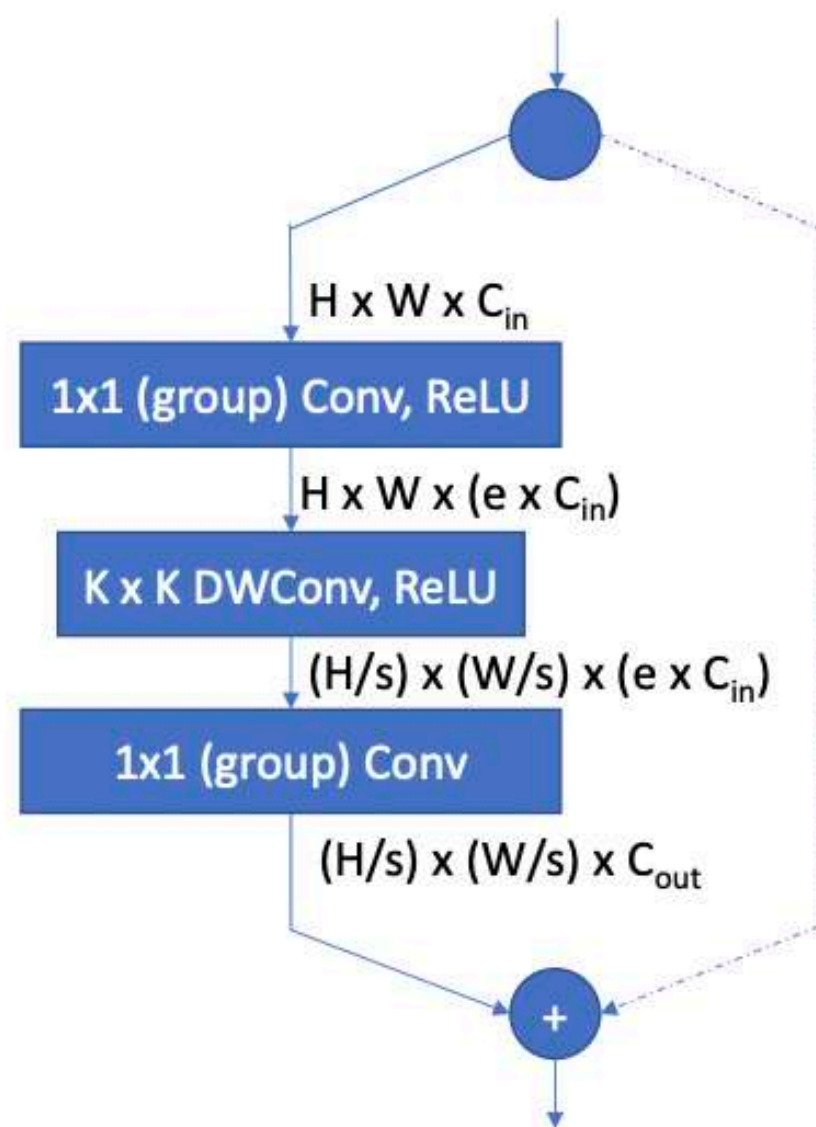 H x W x C_in
1x1 (group) Conv, ReLU
H x W x (e x C_in)
K x K DWConv, ReLU
(H/s) x (W/s) x (e x C_in)
1x1 (group) Conv
(H/s) x (W/s) x C_out
+